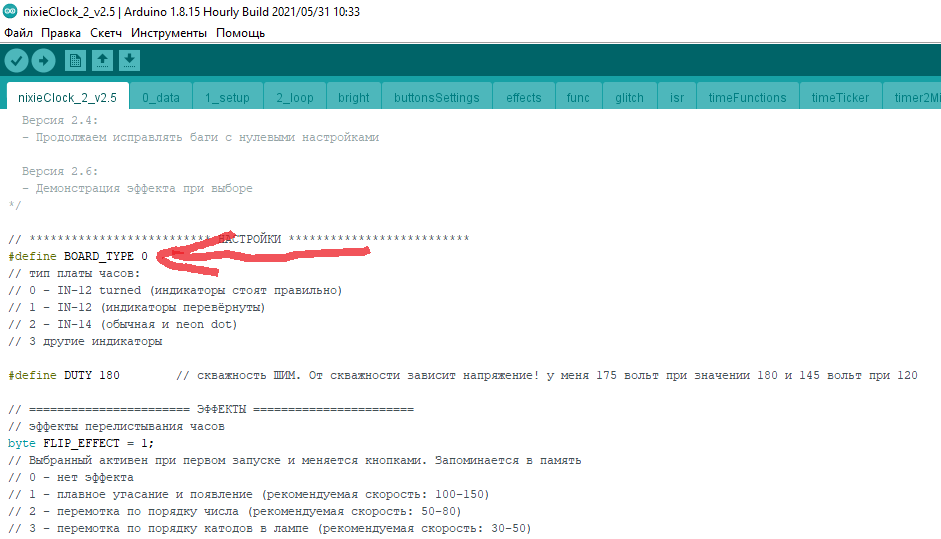 nixieClock_2_v2.5 | Arduino 1.8.15 Hourly Build 2021/05/31 10:33
Файл Правка Скетч Инструменты Помощь
nixieClock_2_v2.5 0_data 1_setup 2_loop bright buttonsSettings effects func glitch isr timeFunctions timeTicker timer2Mi
Версия 2.4:
- Продолжаем исправлять баги с нулевыми настройками
Версия 2.6:
- Демонстрация эффекта при выборе
*/
// ************************** НАСТРОЙКИ **************************
#define BOARD_TYPE 0
// тип платы часов:
// 0 - IN-12 turned (индикаторы стоят правильно)
// 1 - IN-12 (индикаторы перевёрнуты)
// 2 - IN-14 (обычная и neon dot)
// 3 другие индикаторы
#define DUTY 180 // скважность ШИМ. От скважности зависит напряжение! у меня 175 вольт при значении 180 и 145 вольт при 120
// ======================= ЭФФЕКТЫ =======================
// эффекты перелистывания часов
byte FLIP_EFFECT = 1;
// Выбранный активен при первом запуске и меняется кнопками. Запоминается в память
// 0 - нет эффекта
// 1 - плавное угасание и появление (рекомендуемая скорость: 100-150)
// 2 - перемотка по порядку числа (рекомендуемая скорость: 50-80)
// 3 - перемотка по порядку катодов в лампе (рекомендуемая скорость: 30-50)